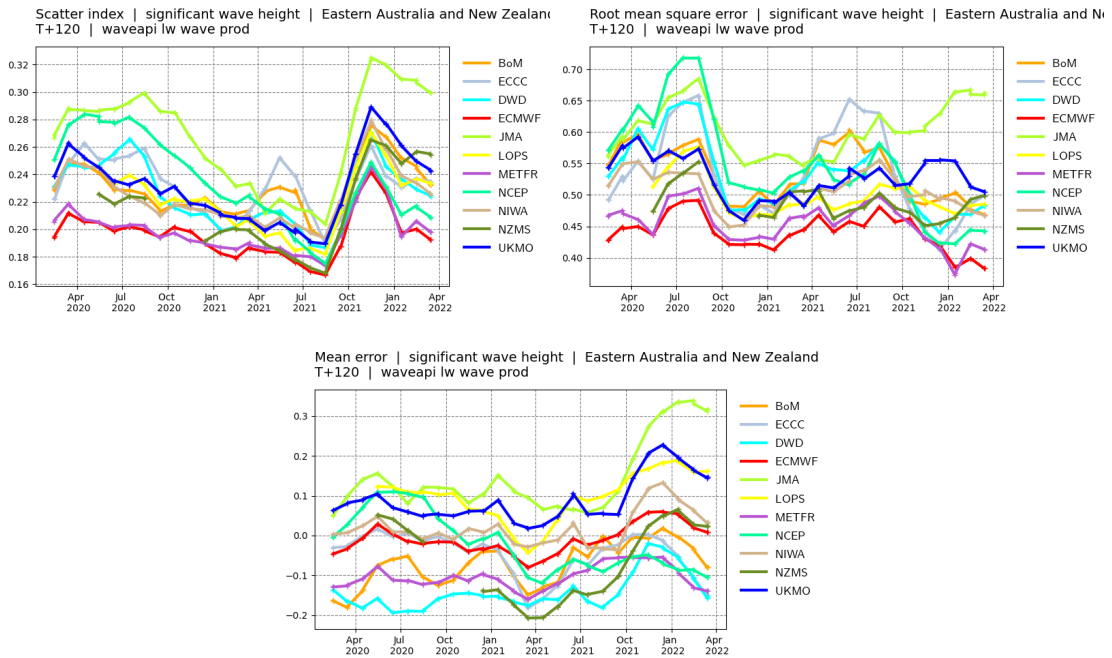 Scatter index | significant wave height | Eastern Australia and New Zealand
T+120 | waveapi lw wave prod
0.32
0.30
0.28
0.26
0.24
0.22
0.20
0.18
0.16
Apr
2020
Jul
2020
Oct
2020
Jan
2021
Apr
2021
Jul
2021
Oct
2021
Jan
2022
Apr
2022
BoM
ECCC
DWD
ECMWF
JMA
LOPS
METFR
NCEP
NIWA
NZMS
UKMO
Root mean square error | significant wave height | Eastern Australia and Ne
T+120 | waveapi lw wave prod
0.70
0.65
0.60
0.55
0.50
0.45
0.40
Apr
2020
Jul
2020
Oct
2020
Jan
2021
Apr
2021
Jul
2021
Oct
2021
Jan
2022
Apr
2022
BoM
ECCC
DWD
ECMWF
JMA
LOPS
METFR
NCEP
NIWA
NZMS
UKMO
Mean error | significant wave height | Eastern Australia and New Zealand
T+120 | waveapi lw wave prod
0.3
0.2
0.1
0.0
−0.1
−0.2
Apr
2020
Jul
2020
Oct
2020
Jan
2021
Apr
2021
Jul
2021
Oct
2021
Jan
2022
Apr
2022
BoM
ECCC
DWD
ECMWF
JMA
LOPS
METFR
NCEP
NIWA
NZMS
UKMO